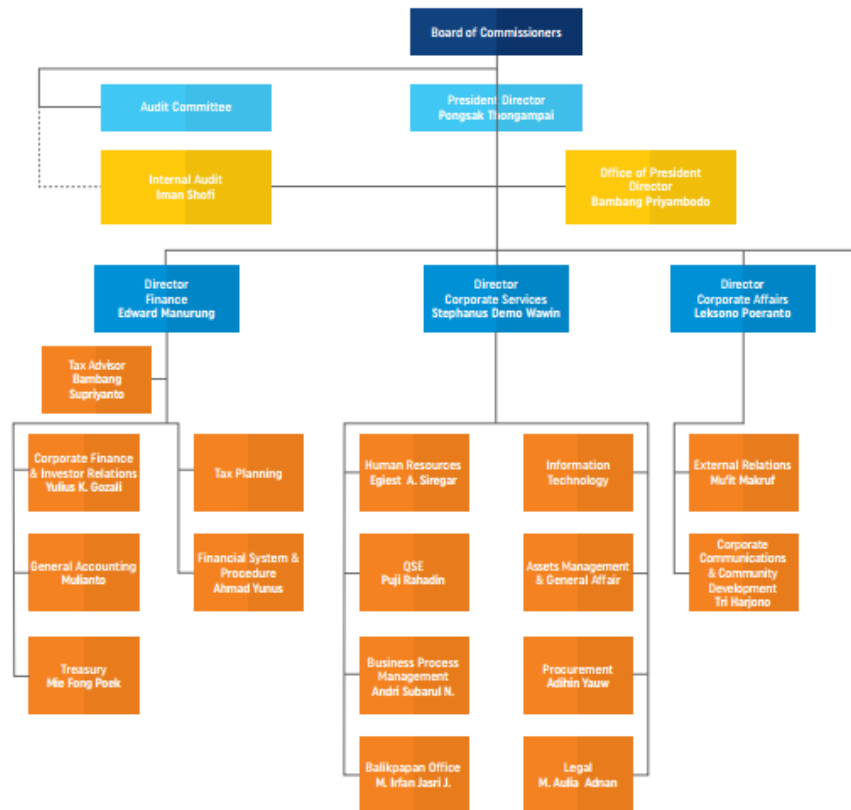 Board of Commissioners
Audit Committee
President Director
Pongsak Thongampai
Internal Audit
Iman Shofi
Office of President
Director
Bambang Priyambodo
Director
Finance
Edward Manurung
Director
Corporate Services
Stephanus Demo Wawin
Director
Corporate Affairs
Leksono Poeranto
Tax Advisor
Bambang
Supriyanto
Corporate Finance
& Investor Relations
Yulius K. Gozali
Tax Planning
General Accounting
Mulianto
Financial System &
Procedure
Ahmad Yunus
Treasury
Mie Fong Poek
Human Resources
Egiest A. Siregar
Information
Technology
QSE
Puji Rahadin
Assets Management
& General Affair
Business Process
Management
Andri Subarul N.
Procurement
Adihin Yauw
Balikpapan Office
M. Irfan Jasri J.
Legal
M. Aulia Adnan
External Relations
Mu'it Makruf
Corporate
Communications
& Community
Development
Tri Harjono